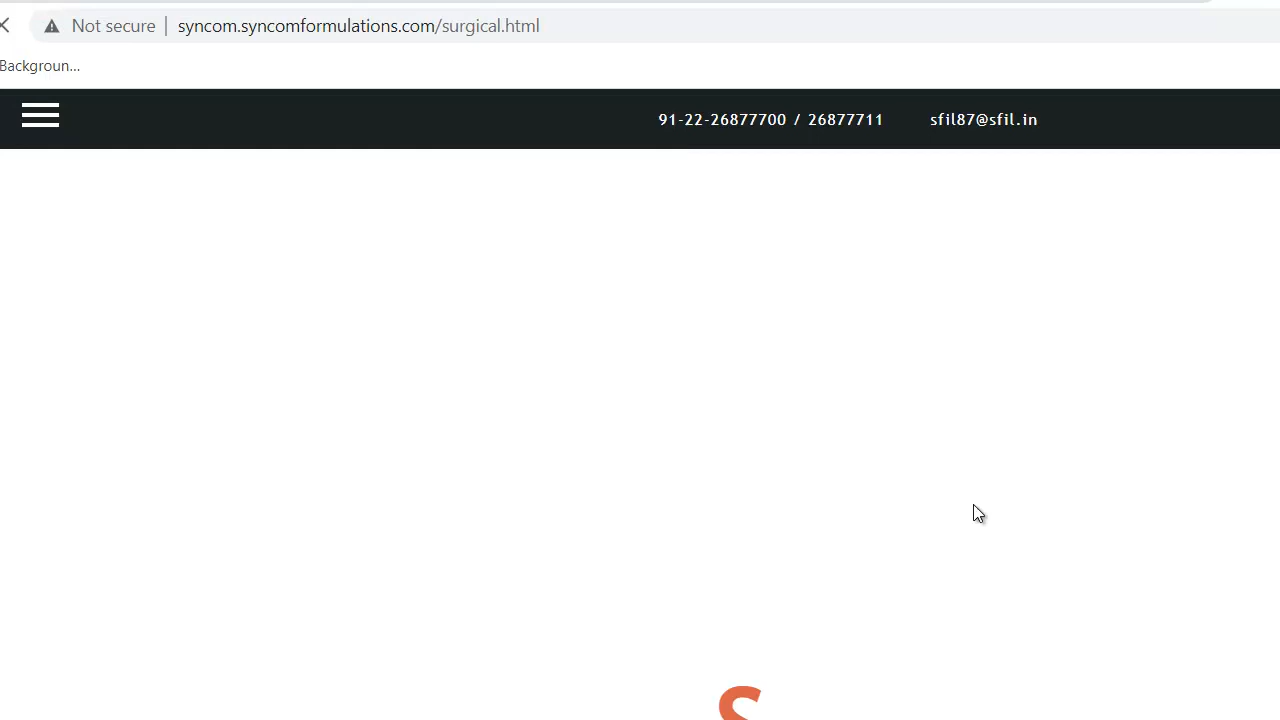 Not secure | syncom.syncomformulations.com/surgical.html
Backgroun...
91-22-26877700 / 26877711 sfil87@sfil.in
S